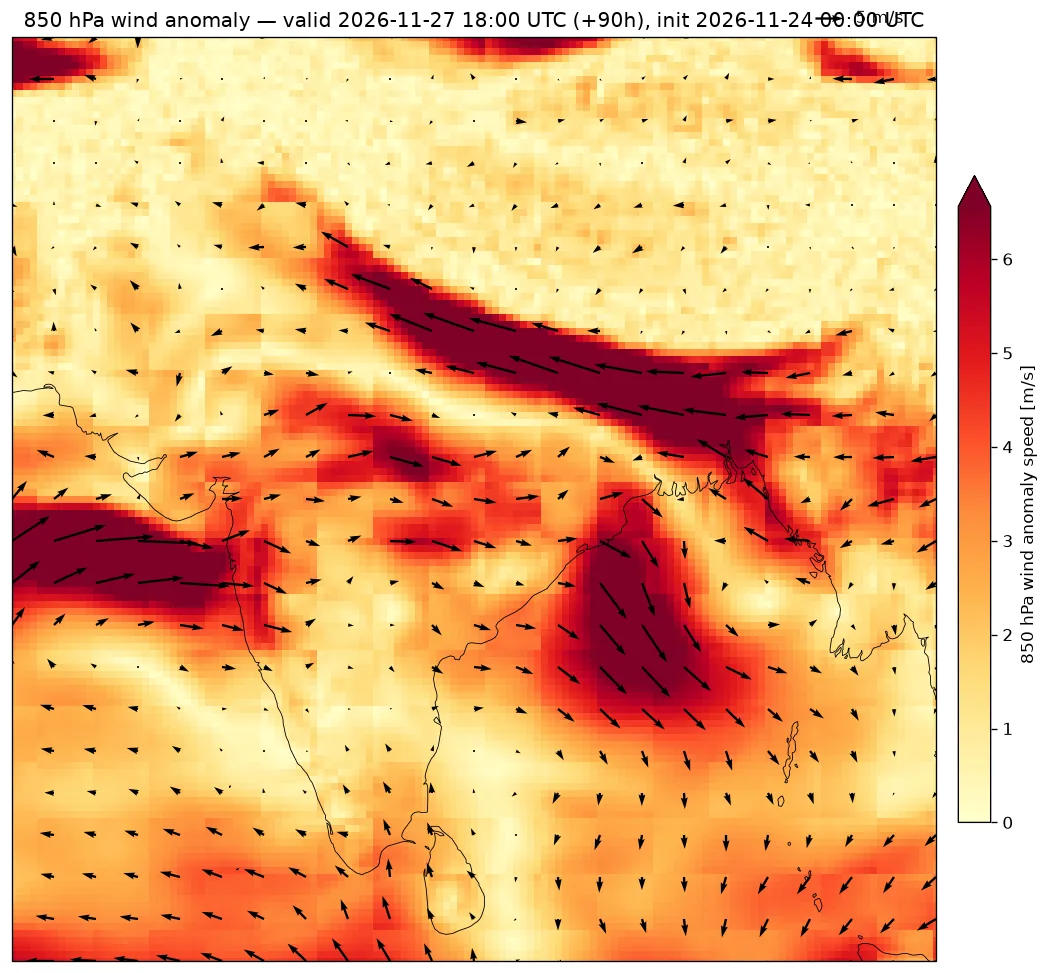 850 hPa wind anomaly — valid 2026-11-27 18:00 UTC (+90h), init 2026-11-24 00:00 UTC
5 m/s
6
5
4
3
2
1
0
850 hPa wind anomaly speed [m/s]